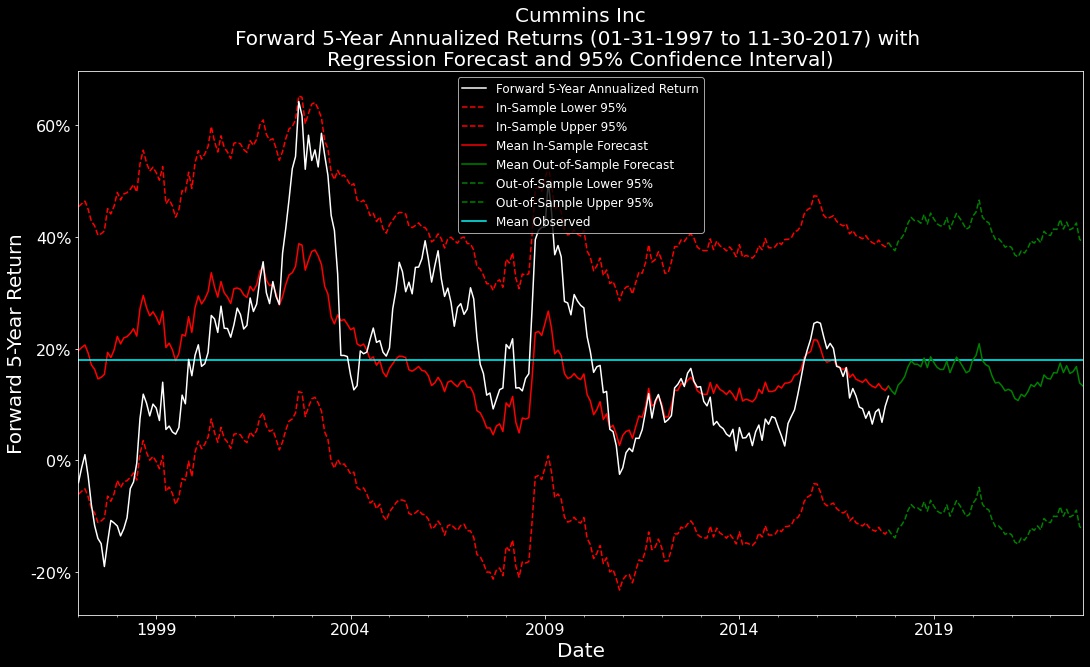 Cummins Inc
Forward 5-Year Annualized Returns (01-31-1997 to 11-30-2017) with
Regression Forecast and 95% Confidence Interval)
Forward 5-Year Annualized Return
In-Sample Lower 95%
In-Sample Upper 95%
Mean In-Sample Forecast
Mean Out-of-Sample Forecast
Out-of-Sample Lower 95%
Out-of-Sample Upper 95%
Mean Observed
Forward 5-Year Return
60%
40%
20%
0%
-20%
1999 2004 2009 2014 2019
Date